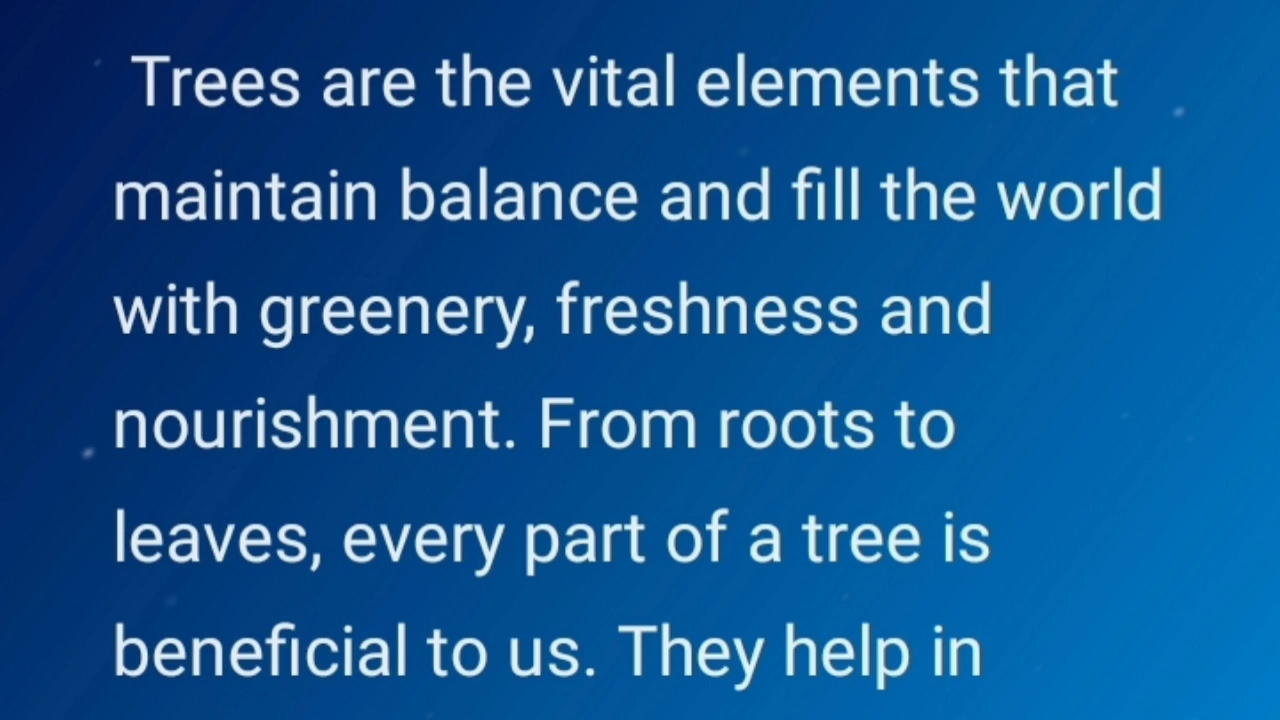 Trees are the vital elements that
maintain balance and fill the world
with greenery, freshness and
nourishment. From roots to
leaves, every part of a tree is
beneficial to us. They help in